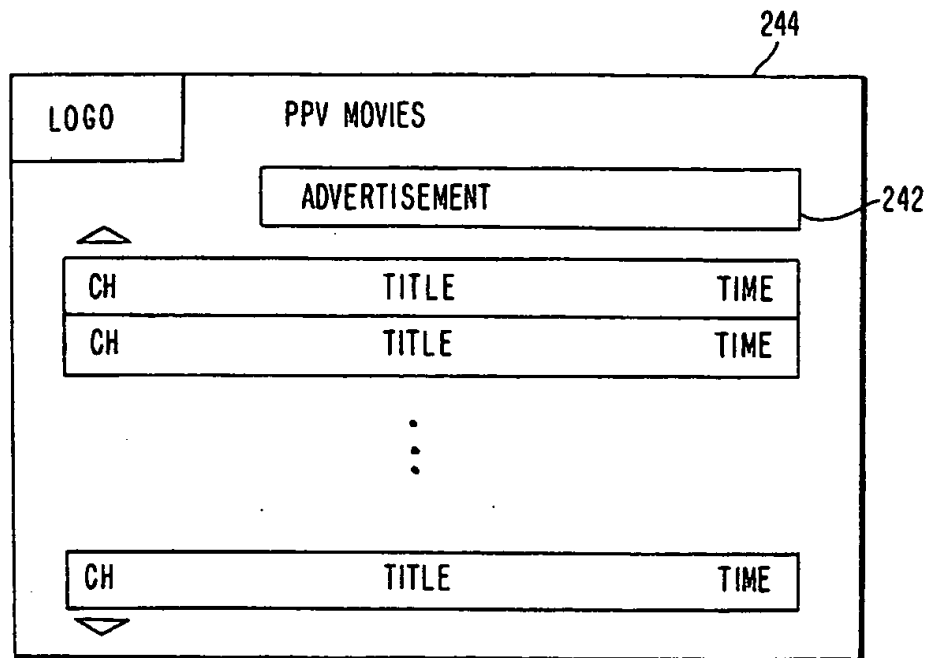 244
LOGO PPV MOVIES
ADVERTISEMENT
242
CH TITLE TIME
CH TITLE TIME
CH TITLE TIME